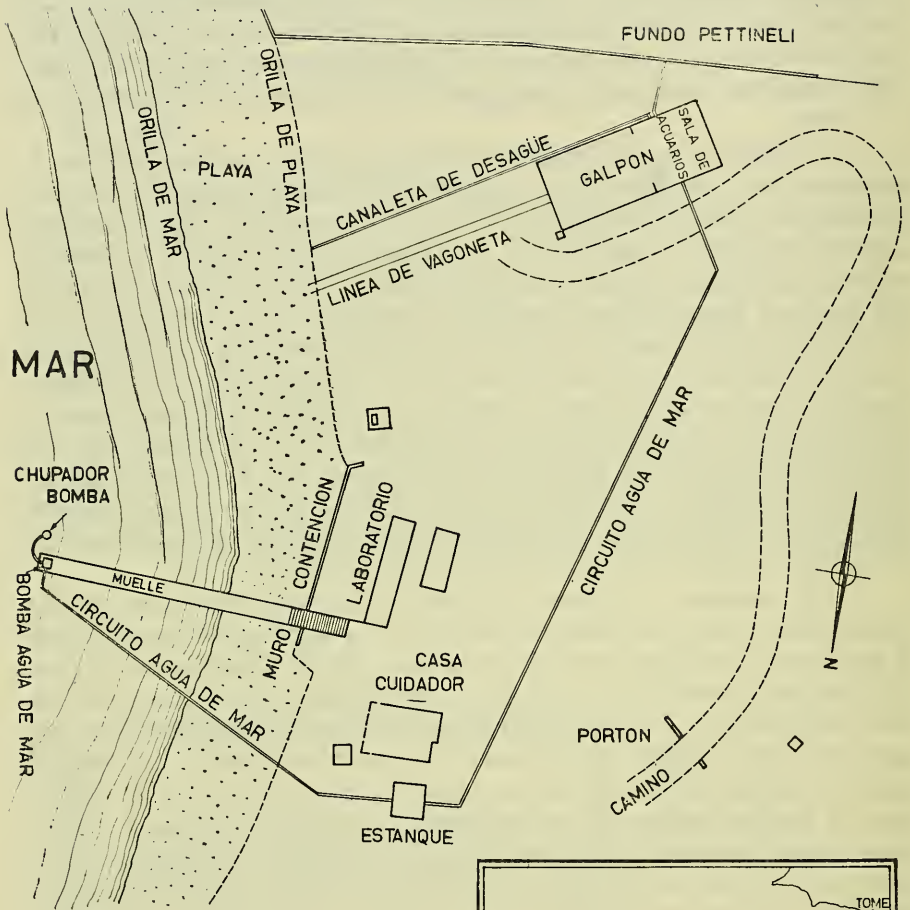 FUNDO PETTINELI
ORILLA DE PLAYA
ORILLA DE MAR
PLAYA
CANALETA DE DESAGÜE
GALPON
SALA DE
ACUARIOS
LINEA DE VAGONETA
MAR
CHUPADOR
BOMBA
CONTENCION
LABORATORIO
CIRCUITO AGUA DE MAR
MUELLE
BOMBA AGUA DE MAR
CIRCUITO AGUA DE MAR
MURO
CASA
CUIDADOR
N
PORTON
CAMINO
ESTANQUE
TOME